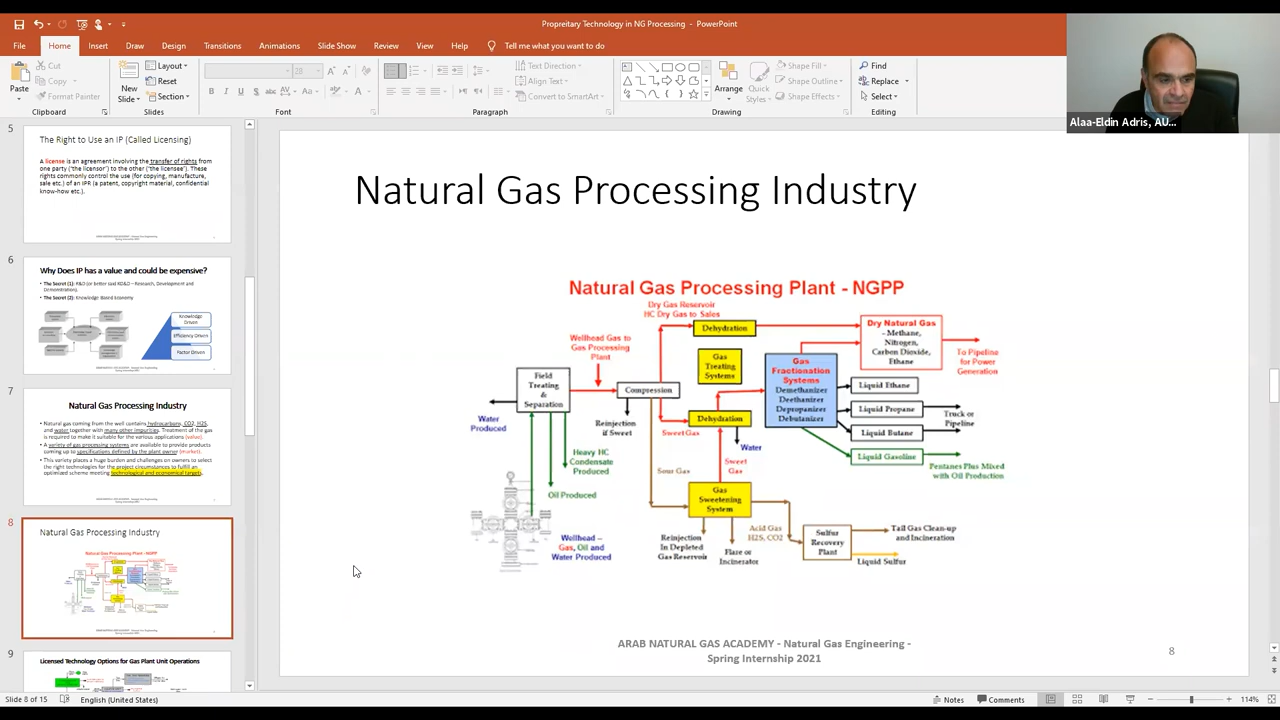 Propreitary Technology in NG Processing - PowerPoint
File Home Insert Draw Design Transitions Animations Slide Show Review View Help Tell me what you want to do
Paste
Cut
Copy
Format Painter
Clipboard
New Slide
Layout
Reset
Section
Slides
Font
Text Direction
Align Text
Convert to SmartArt
Paragraph
Arrange
Quick Styles
Shape Fill
Shape Outline
Shape Effects
Drawing
Find
Replace
Select
Editing
Alaa-Eldin Adris, AU...
5
The Right to Use an IP (Called Licensing)
A license is an agreement involving the transfer of rights from
one party ("the licensor") to the other ("the licensee"). These
rights commonly control the use (for copying, manufacture,
sale etc.) of an IPR (a patent, copyright material, confidential
know-how etc.).
6
Why Does IP has a value and could be expensive?
The Secret (1): R&D (or better said RD&D – Research, Development and
Demonstration).
The Secret (2): Knowledge Based Economy
Knowledge Driven
Efficiency Driven
Factor Driven
7
Natural Gas Processing Industry
Natural gas coming from the well contains hydrocarbons, CO2, H2S,
and water together with many other impurities. Treatment of the gas
is required to make it suitable for the various applications (value)
A variety of gas processing systems are available to provide products
coming up to specifications defined by the plant owner (market)
This variety places a huge burden and challenges on owners to select
the right technologies for the project circumstances to fulfill an
optimized scheme meeting technological and economical targets.
8
Natural Gas Processing Industry
Natural Gas Processing Plant - NGPP
9
Licensed Technology Options for Gas Plant Unit Operations
Natural Gas Processing Industry
Natural Gas Processing Plant - NGPP
Dry Gas Reservoir
HC Dry Gas to Sales
Wellhead Gas to
Gas Processing
Plant
Field
Treating
&
Separation
Water
Produced
Heavy HC
Condensate
Produced
Oil Produced
Wellhead –
Gas, Oil and
Water Produced
Compression
Reinjection
if Sweet
Sour Gas
Sweet Gas
Dehydration
Gas
Treating
Systems
Dehydration
Water
Sweet
Gas
Gas
Sweetening
System
Reinjection
In Depleted
Gas Reservoir
Flare or
Incinerator
Acid Gas
H2S, CO2
Sulfur
Recovery
Plant
Tail Gas Clean-up
and Incineration
Liquid Sulfur
Gas
Fractionation
Systems
Demethanizer
Deethanizer
Depropanizer
Debutanizer
Dry Natural Gas
- Methane,
Nitrogen,
Carbon Dioxide,
Ethane
To Pipeline
for Power
Generation
Liquid Ethane
Liquid Propane
Liquid Butane
Liquid Gasoline
Truck or
Pipeline
Pentanes Plus Mixed
with Oil Production
ARAB NATURAL GAS ACADEMY - Natural Gas Engineering -
Spring Internship 2021
8
Slide 8 of 15 English (United States) Notes Comments 114%